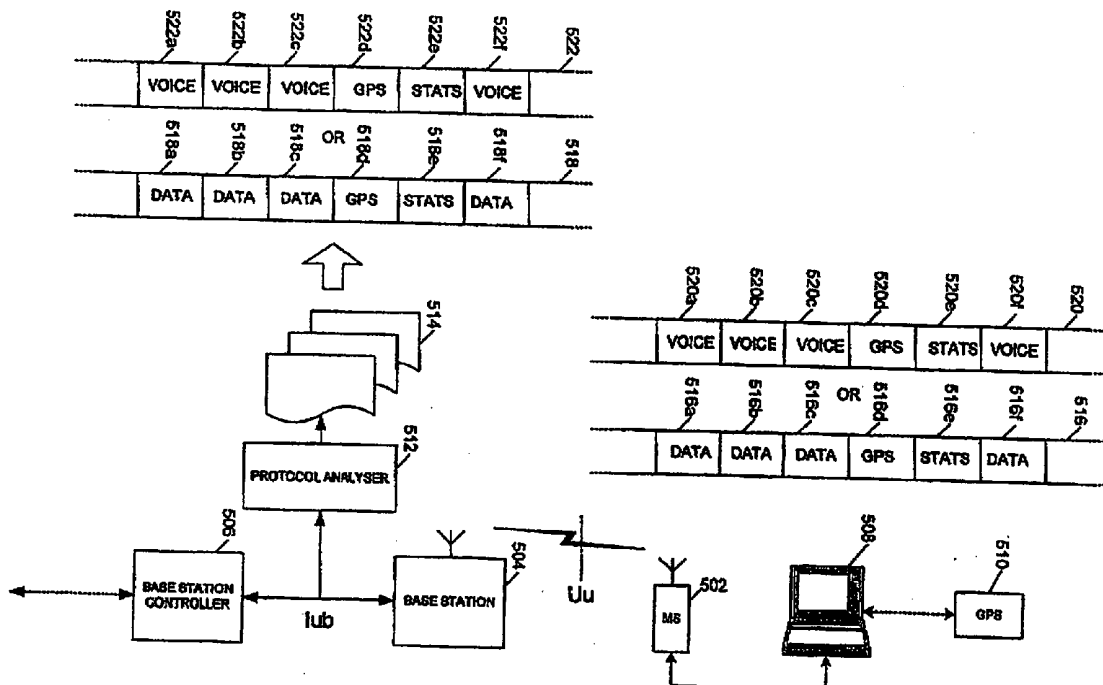 522a 522b 522c 522d 522e 522f 522
VOICE VOICE VOICE GPS STATS VOICE
OR
518a 518b 518c 518d 518e 518f 518
DATA DATA DATA GPS STATS DATA
520a 520b 520c 520d 520e 520f 520
VOICE VOICE VOICE GPS STATS VOICE
OR
516a 516b 516c 516d 516e 516f 516
DATA DATA DATA GPS STATS DATA
514
512
PROTOCOL ANALYSER
506
BASE STATION
CONTROLLER
Iub
504
BASE STATION
Uu
502
MS
508
510
GPS